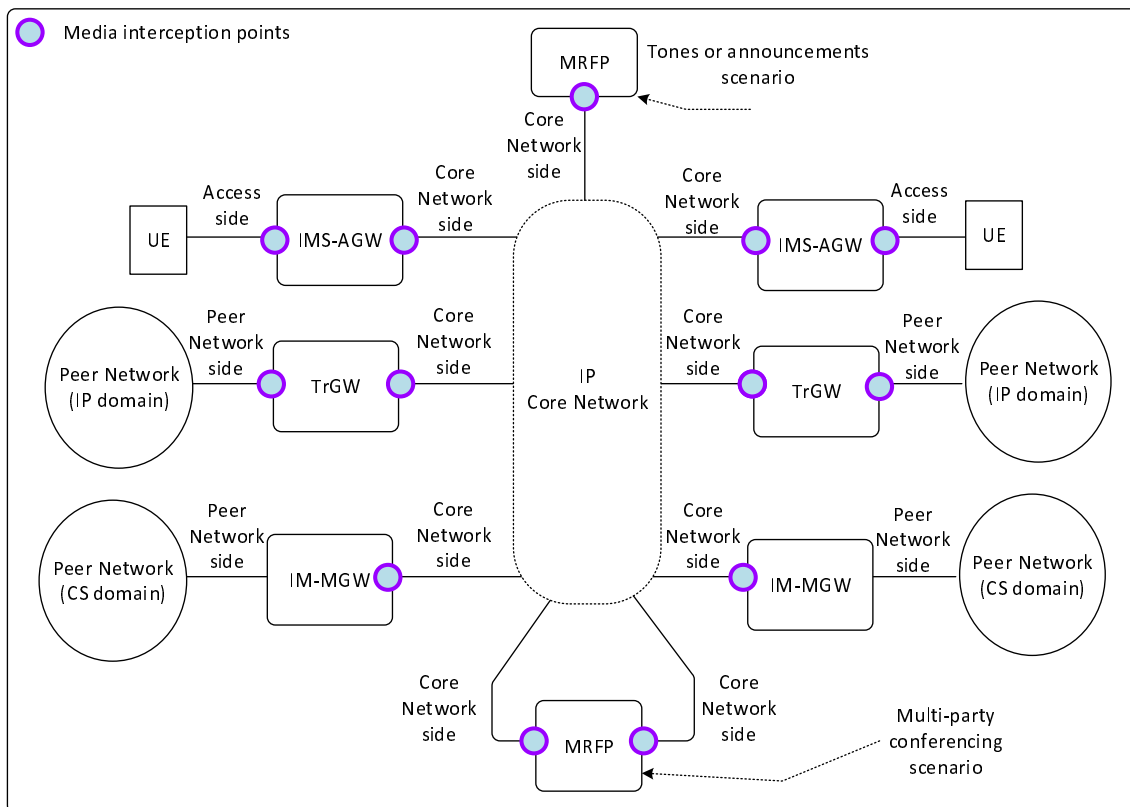 Media interception points
MRFP
Tones or announcements
scenario
Core
Network
side
Access
side
Core
Network
side
Core
Network
side
Access
side
UE
IMS-AGW
IMS-AGW
UE
Peer
Network
side
Core
Network
side
Core
Network
side
Peer
Network
side
Peer Network
(IP domain)
TrGW
IP
Core Network
TrGW
Peer Network
(IP domain)
Peer
Network
side
Core
Network
side
Core
Network
side
Peer
Network
side
Peer Network
(CS domain)
IM-MGW
IM-MGW
Peer Network
(CS domain)
Core
Network
side
MRFP
Core
Network
side
Multi-party
conferencing
scenario